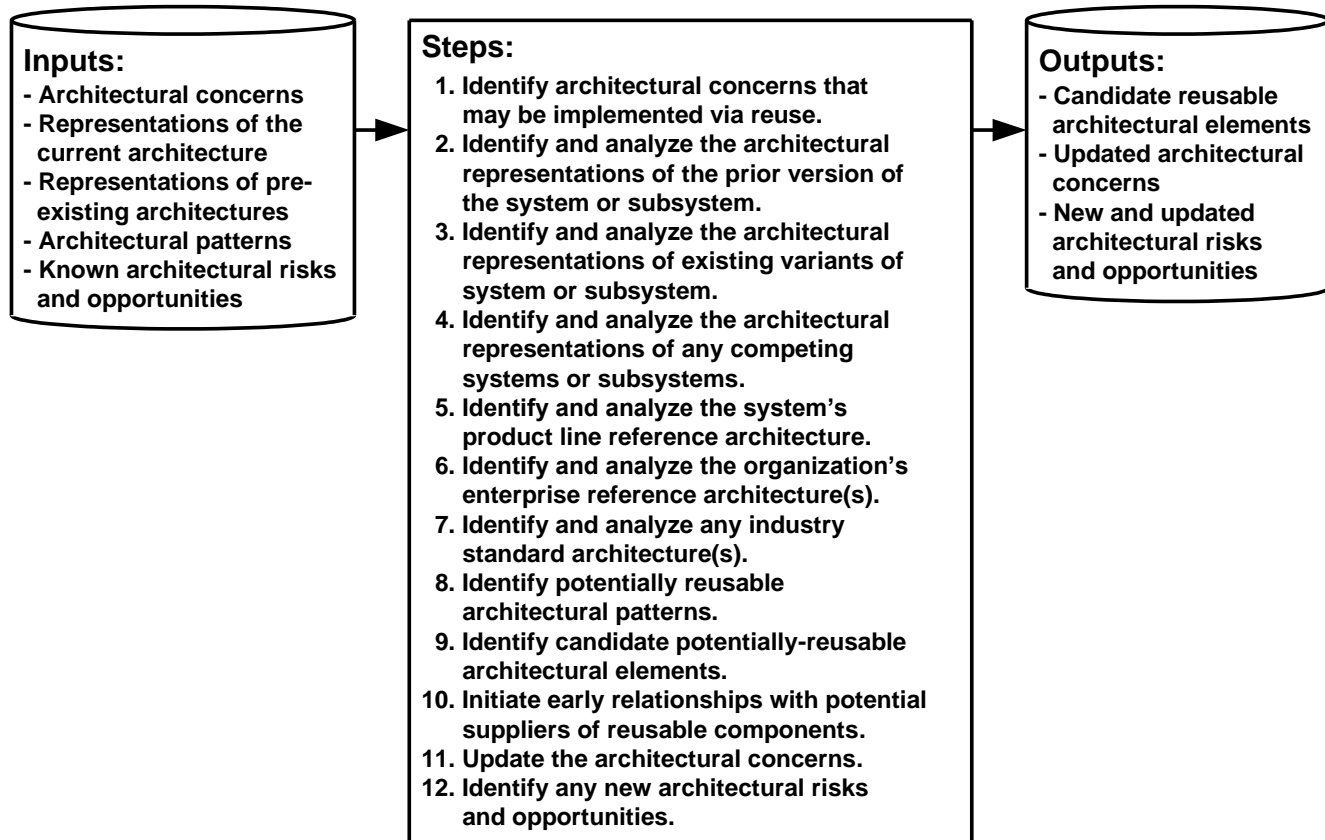 Inputs:
- Architectural concerns
- Representations of the
current architecture
- Representations of pre-
existing architectures
- Architectural patterns
- Known architectural risks
and opportunities
Steps:
1. Identify architectural concerns that
may be implemented via reuse.
2. Identify and analyze the architectural
representations of the prior version of
the system or subsystem.
3. Identify and analyze the architectural
representations of existing variants of
system or subsystem.
4. Identify and analyze the architectural
representations of any competing
systems or subsystems.
5. Identify and analyze the system’s
product line reference architecture.
6. Identify and analyze the organization’s
enterprise reference architecture(s).
7. Identify and analyze any industry
standard architecture(s).
8. Identify potentially reusable
architectural patterns.
9. Identify candidate potentially-reusable
architectural elements.
10. Initiate early relationships with potential
suppliers of reusable components.
11. Update the architectural concerns.
12. Identify any new architectural risks
and opportunities.
Outputs:
- Candidate reusable
architectural elements
- Updated architectural
concerns
- New and updated
architectural risks
and opportunities